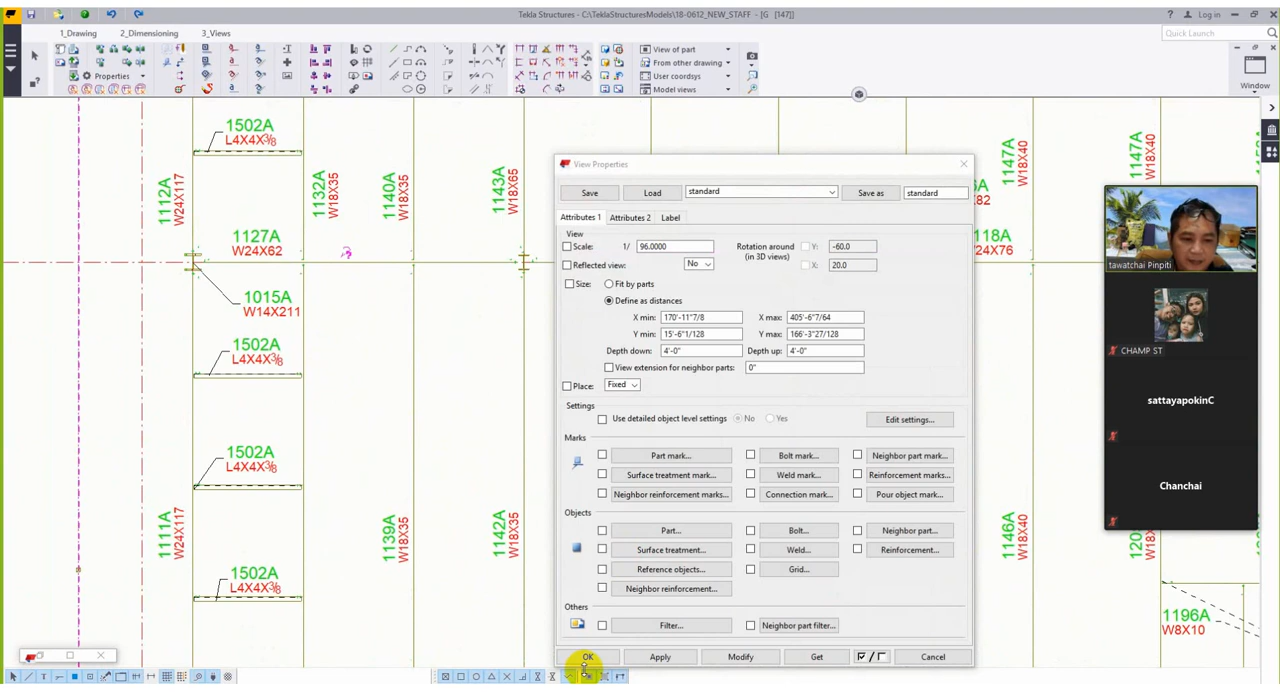 Tekla Structures - C:\TeklaStructuresModels\18-0612_NEW_STAFF - [G [147]]
? Log in
1_Drawing 2_Dimensioning 3_Views
Quick Launch
Properties
View of part
From other drawing
User coordsys
Model views
Window
1502A
L4X4X3/8
1112A
W24X117
1132A
W18X35
1140A
W18X35
1143A
W18X65
1127A
W24X62
1015A
W14X211
1502A
L4X4X3/8
1502A
L4X4X3/8
1111A
W24X117
1139A
W18X35
1142A
W18X35
1502A
L4X4X3/8
View Properties
Save Load standard Save as standard
Attributes 1 Attributes 2 Label
View
Scale: 1/ 96.0000 Rotation around Y: -60.0
Reflected view: No (in 3D views) X: 20.0
Size: Fit by parts
Define as distances
X min: 170'-11"7/8 X max: 405'-6"7/64
Y min: 15'-6"1/128 Y max: 166'-3"27/128
Depth down: 4'-0" Depth up: 4'-0"
View extension for neighbor parts: 0"
Place: Fixed
Settings
Use detailed object level settings No Yes Edit settings...
Marks
Part mark... Bolt mark... Neighbor part mark...
Surface treatment mark... Weld mark... Reinforcement marks...
Neighbor reinforcement marks... Connection mark... Pour object mark...
Objects
Part... Bolt... Neighbor part...
Surface treatment... Weld... Reinforcement...
Reference objects... Grid...
Neighbor reinforcement...
Others
Filter... Neighbor part filter...
OK Apply Modify Get Cancel
1147A
W18X40
1147A
W18X40
118A
W24X76
1146A
W18X40
1196A
W8X10
tawatchai Pinpiti
CHAMP ST
sattayapokinC
Chanchai